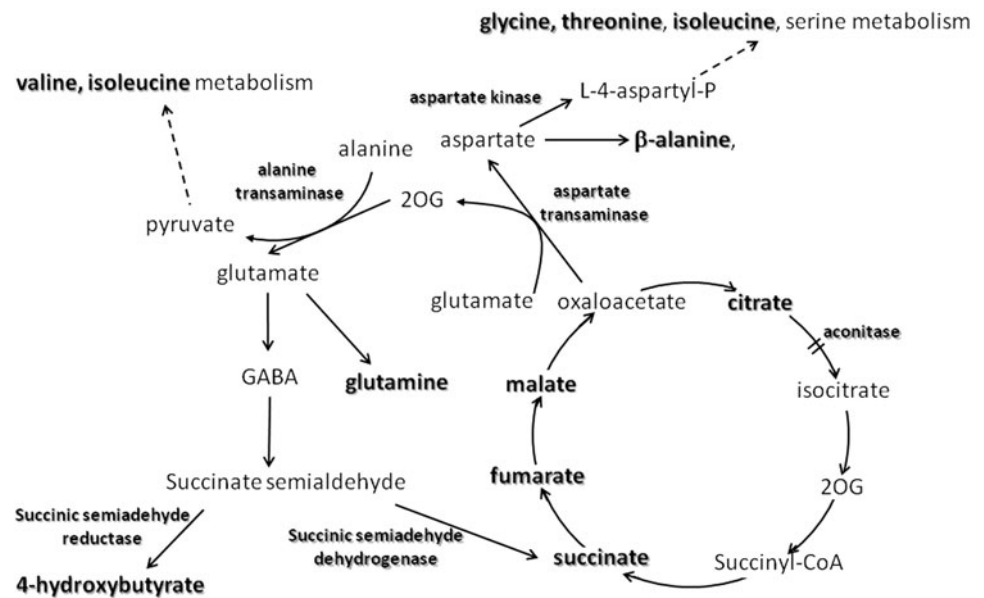 glycine, threonine, isoleucine, serine metabolism
valine, isoleucine metabolism
L-4-aspartyl-P
aspartate kinase
aspartate
β-alanine,
alanine
alanine
transaminase
2OG
aspartate
transaminase
pyruvate
glutamate
glutamate
oxaloacetate
citrate
aconitase
GABA
glutamine
malate
isocitrate
fumarate
Succinate semialdehyde
2OG
Succinic semiadehyde
reductase
Succinic semiadehyde
dehydrogenase
succinate
Succinyl-CoA
4-hydroxybutyrate